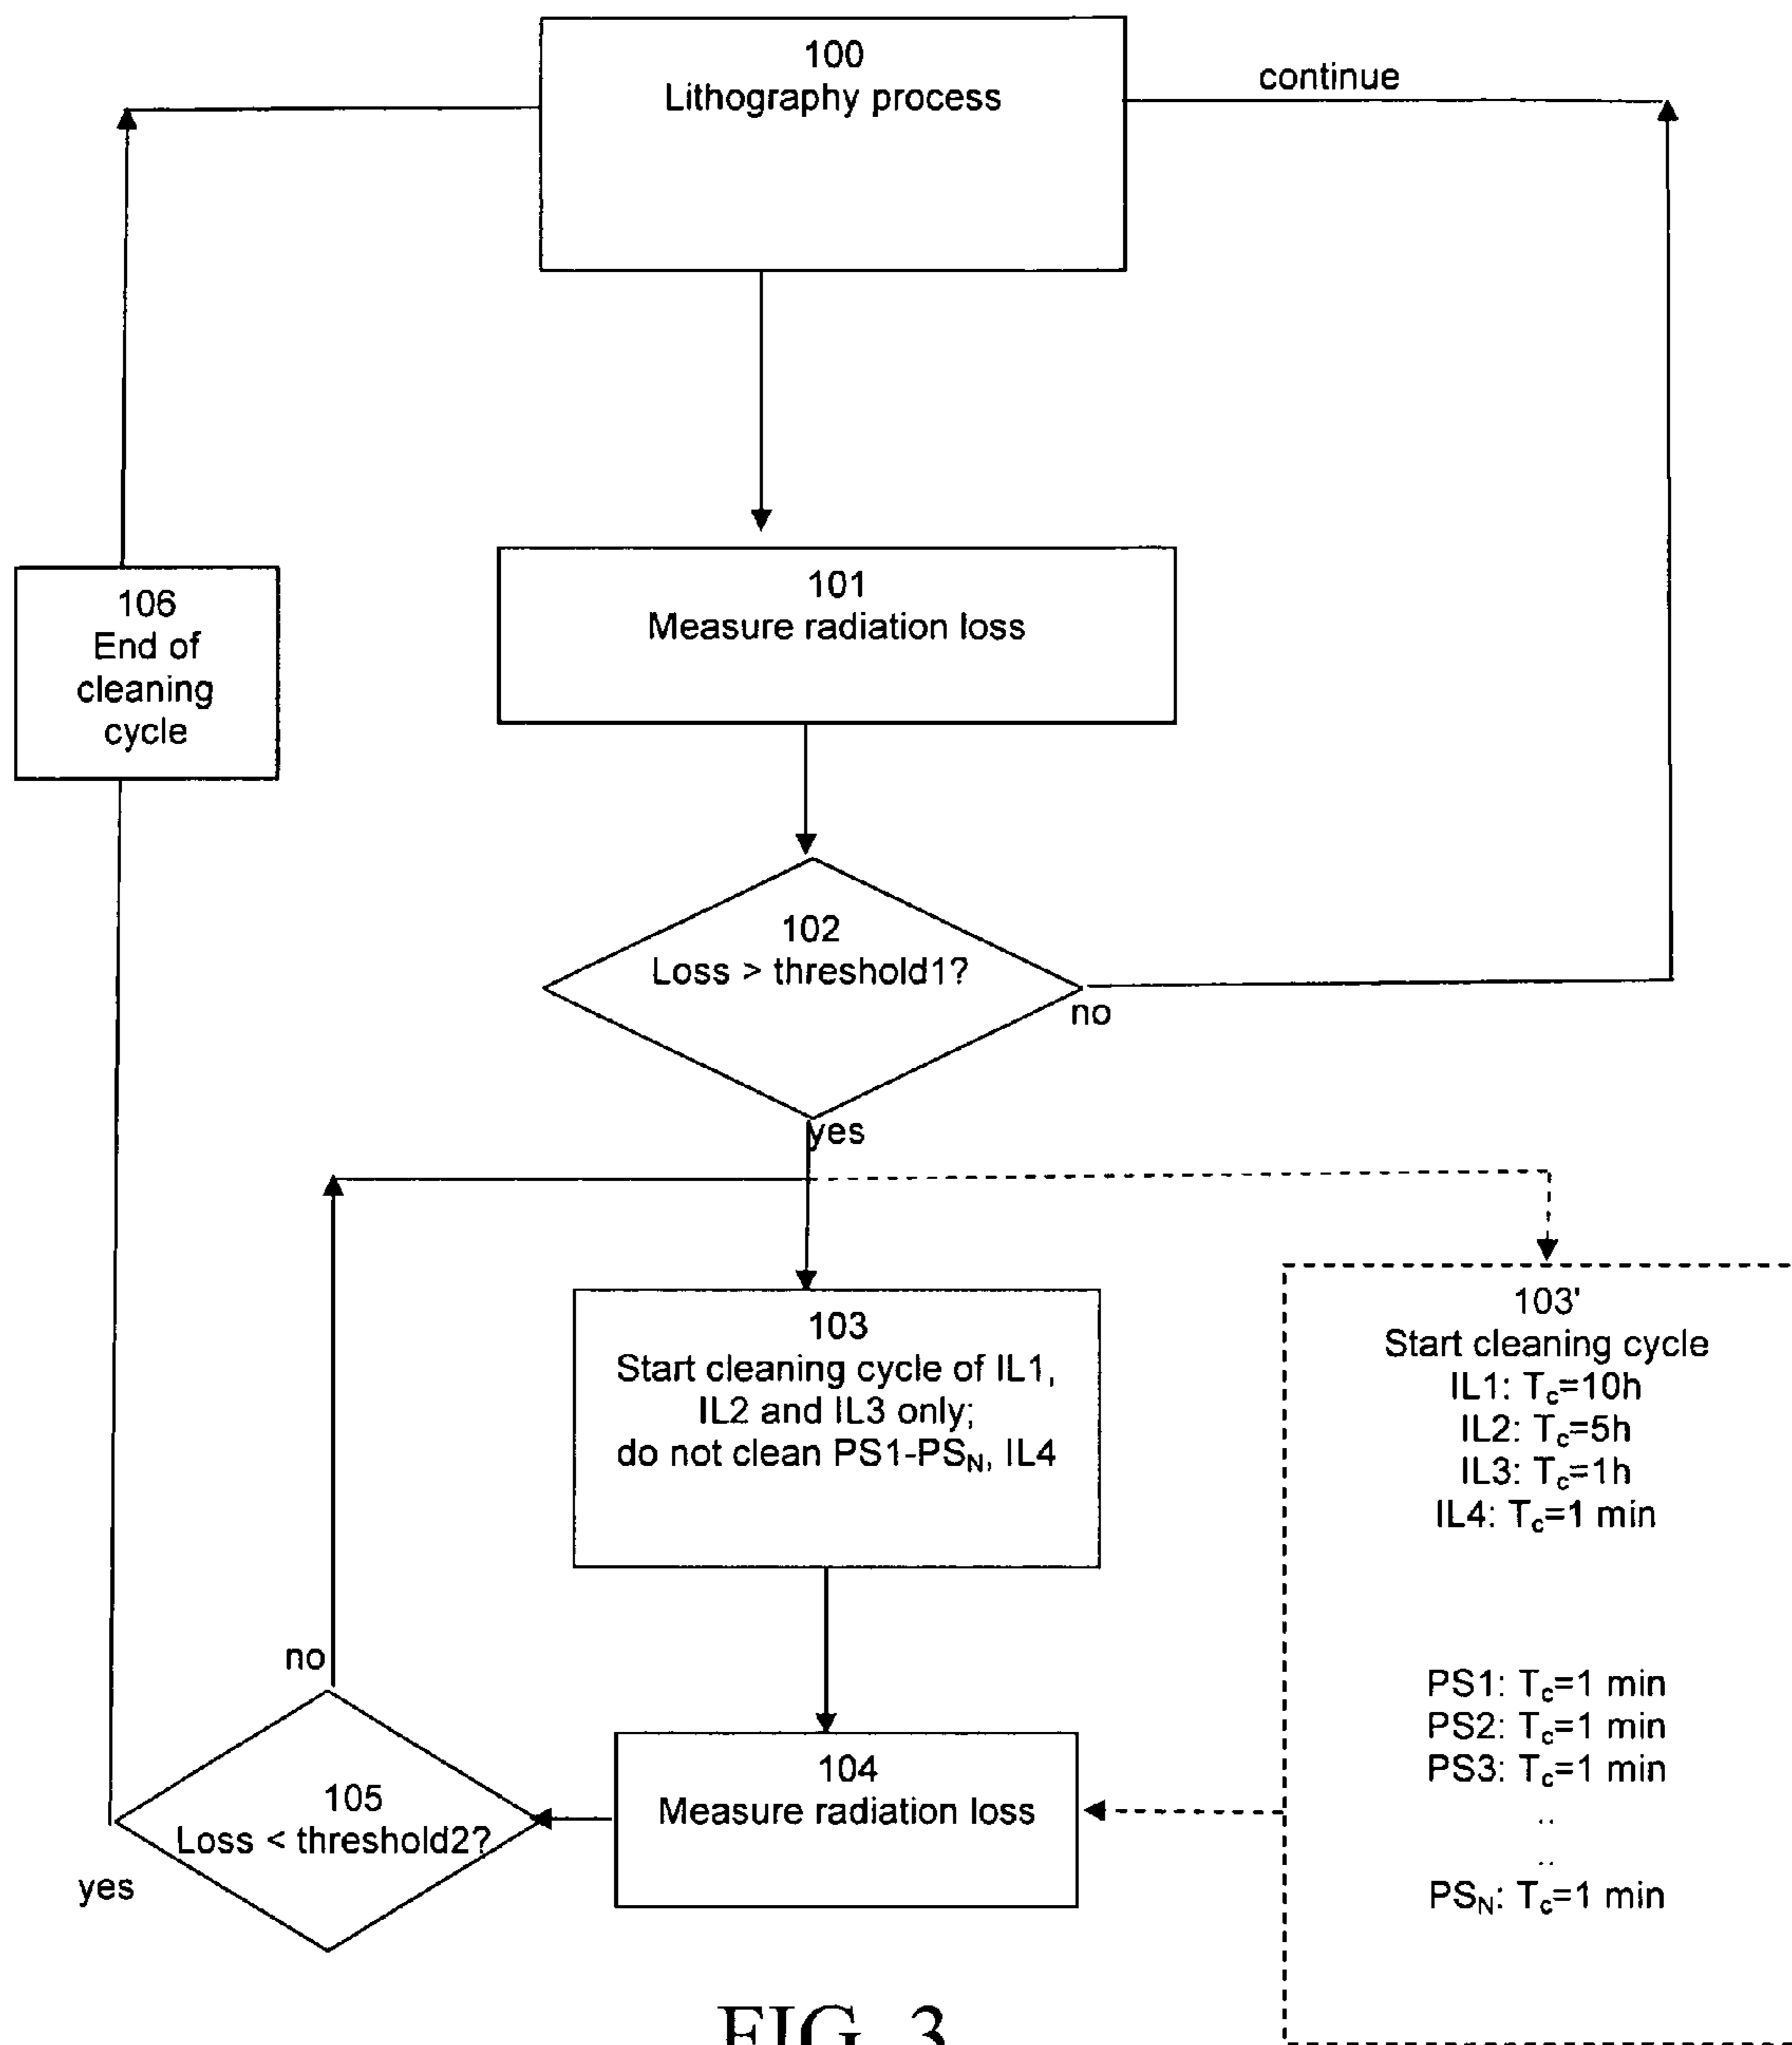 100
Lithography process
continue
101
Measure radiation loss
106
End of
cleaning
cycle
102
Loss > threshold1?
no
yes
103
Start cleaning cycle of IL1,
IL2 and IL3 only;
do not clean PS1-PSN, IL4
103'
Start cleaning cycle
IL1: Tc=10h
IL2: Tc=5h
IL3: Tc=1h
IL4: Tc=1 min
PS1: Tc=1 min
PS2: Tc=1 min
PS3: Tc=1 min
..
..
PSN: Tc=1 min
no
104
Measure radiation loss
105
Loss < threshold2?
yes
FIG. 3